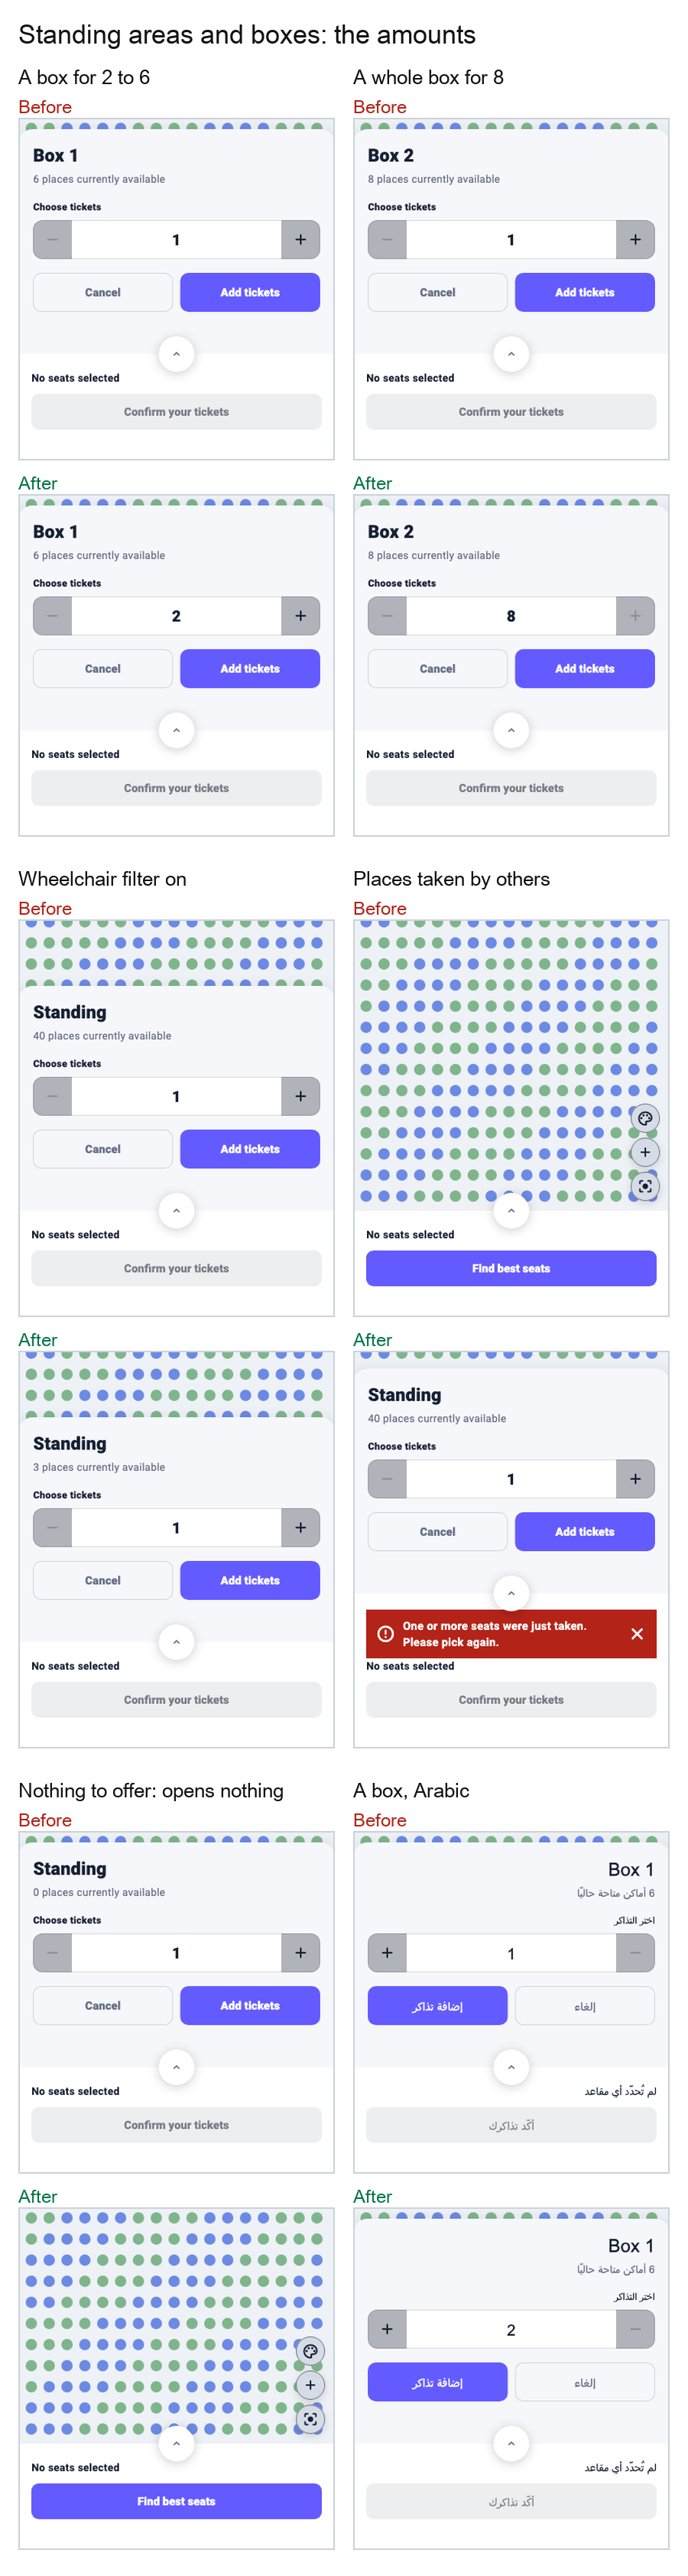 Standing areas and boxes: the amounts
A box for 2 to 6
Before
Box 1
6 places currently available
Choose tickets
1
Cancel
Add tickets
No seats selected
Confirm your tickets
After
Box 1
6 places currently available
Choose tickets
2
Cancel
Add tickets
No seats selected
Confirm your tickets
A whole box for 8
Before
Box 2
8 places currently available
Choose tickets
1
Cancel
Add tickets
No seats selected
Confirm your tickets
After
Box 2
8 places currently available
Choose tickets
8
Cancel
Add tickets
No seats selected
Confirm your tickets
Wheelchair filter on
Before
Standing
40 places currently available
Choose tickets
1
Cancel
Add tickets
No seats selected
Confirm your tickets
After
Standing
3 places currently available
Choose tickets
1
Cancel
Add tickets
No seats selected
Confirm your tickets
Places taken by others
Before
No seats selected
Find best seats
After
Standing
40 places currently available
Choose tickets
1
Cancel
Add tickets
One or more seats were just taken.
Please pick again.
No seats selected
Confirm your tickets
Nothing to offer: opens nothing
Before
Standing
0 places currently available
Choose tickets
1
Cancel
Add tickets
No seats selected
Confirm your tickets
After
No seats selected
Find best seats
A box, Arabic
Before
Box 1
6 أماكن متاحة حاليًا
اختر التذاكر
1
إلغاء
إضافة تذاكر
لم تُحدّد أي مقاعد
أكّد تذاكرك
After
Box 1
6 أماكن متاحة حاليًا
اختر التذاكر
2
إلغاء
إضافة تذاكر
لم تُحدّد أي مقاعد
أكّد تذاكرك